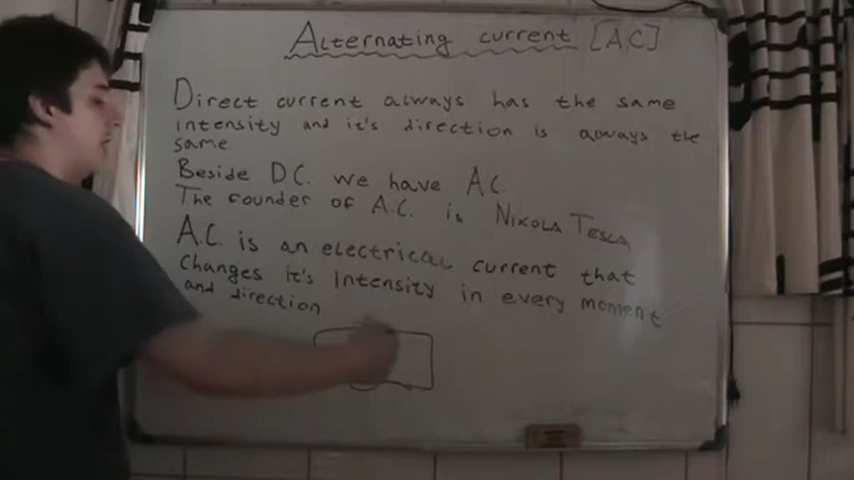 Alternating current [A.C]
Direct current always has the same
intensity and it's direction is always the
same
Beside D.C. we have A.C.
The founder of A.C. is NIKOLA TESLA
A.C. is an electrical current that
changes it's intensity in every moment
and direction